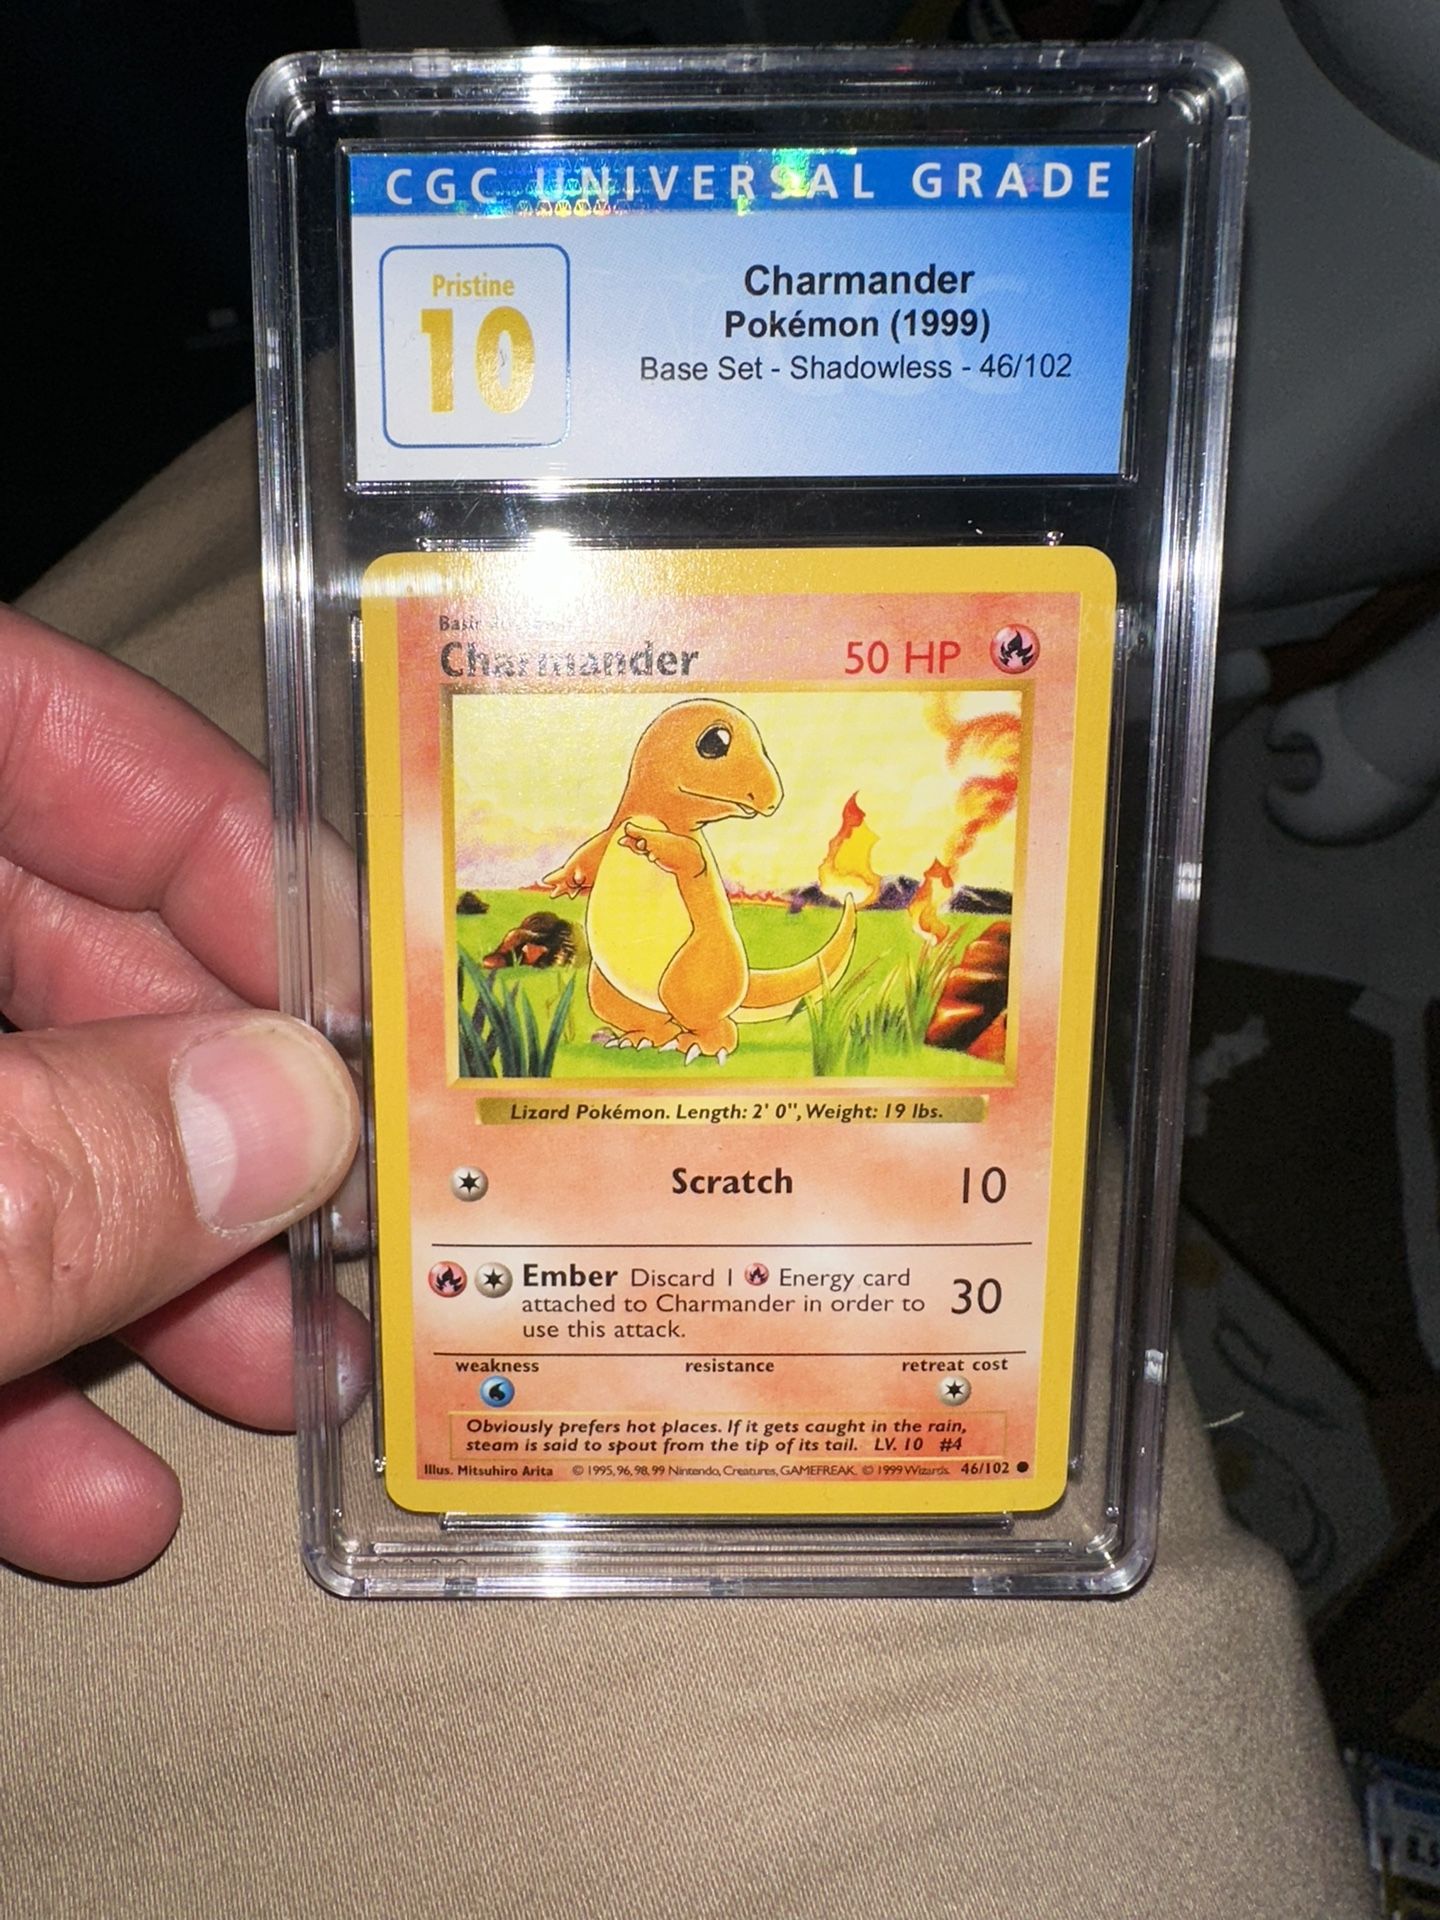 CGC UNIVERSAL GRADE
Pristine
10
Charmander
Pokémon (1999)
Base Set - Shadowless - 46/102
Basic
Charmander 50 HP
Lizard Pokémon. Length: 2' 0", Weight: 19 lbs.
Scratch 10
Ember Discard 1 Energy card
attached to Charmander in order to
use this attack.
30
weakness resistance retreat cost
Obviously prefers hot places. If it gets caught in the rain,
steam is said to spout from the tip of its tail. LV. 10 #4
Illus. Mitsuhiro Arita © 1995, 96, 98, 99 Nintendo, Creatures, GAMEFREAK. © 1999 Wizards. 46/102
8.5